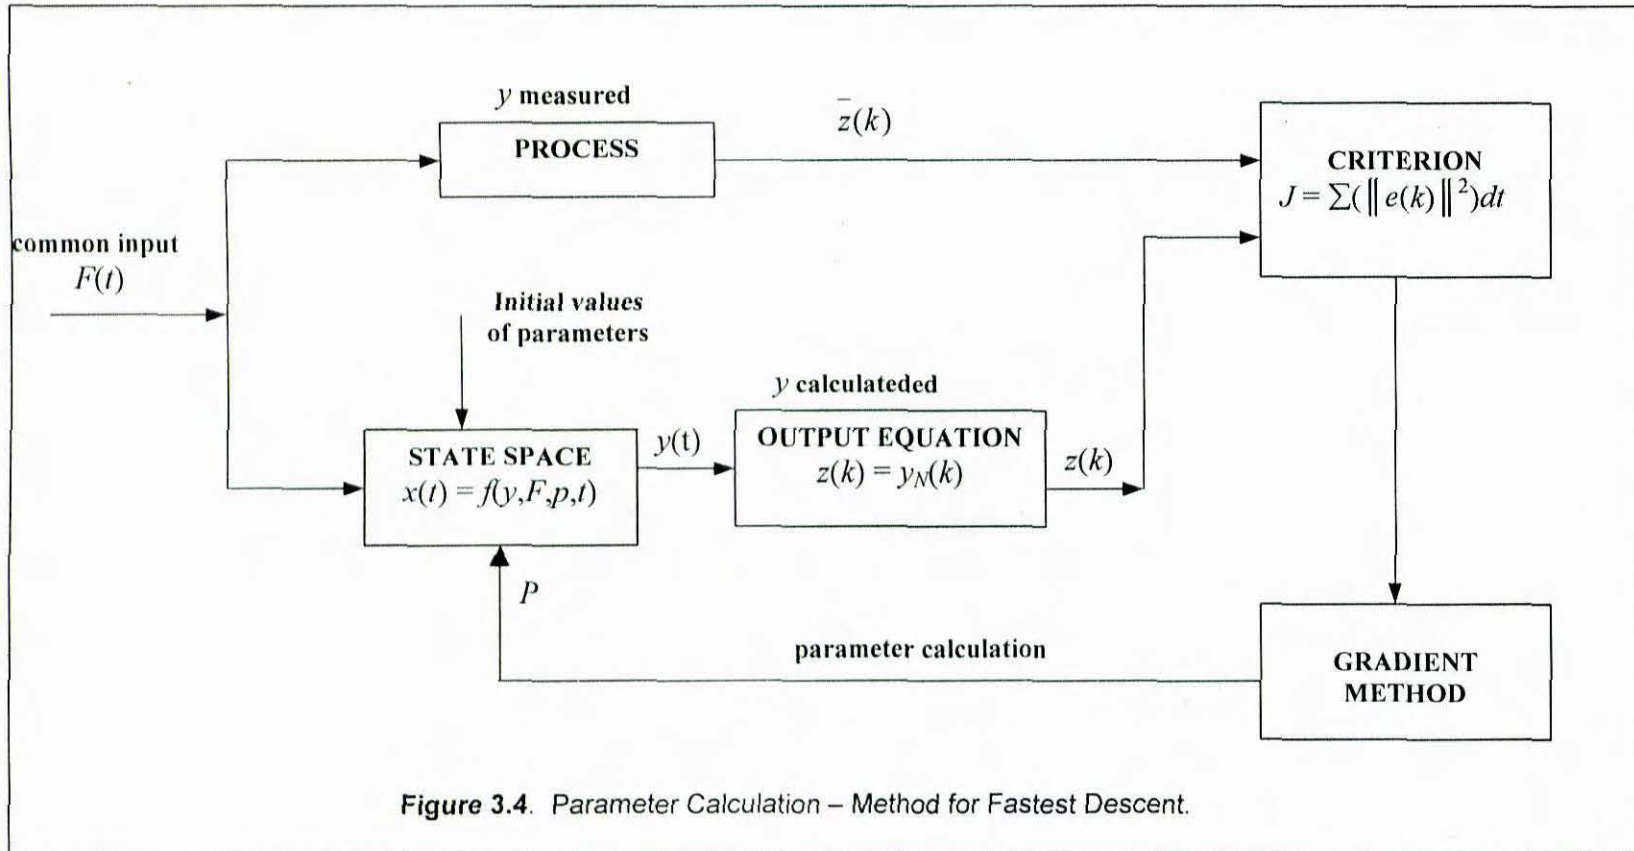 y measured
PROCESS
z̄(k)
CRITERION
J = ∑(‖e(k)‖²)dt
common input
F(t)
Initial values
of parameters
y calculateded
STATE SPACE
x(t) = f(y,F,p,t)
y(t)
OUTPUT EQUATION
z(k) = y_N(k)
z(k)
P
parameter calculation
GRADIENT
METHOD
Figure 3.4. Parameter Calculation – Method for Fastest Descent.